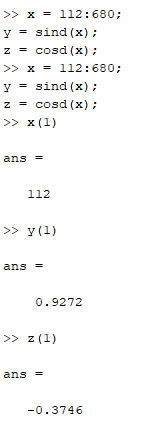 >> x = 112:680;
y = sind(x);
z = cosd(x);
>> x = 112:680;
y = sind(x);
z = cosd(x);
>> x(1)
ans =
112
>> y(1)
ans =
0.9272
>> z(1)
ans =
-0.3746